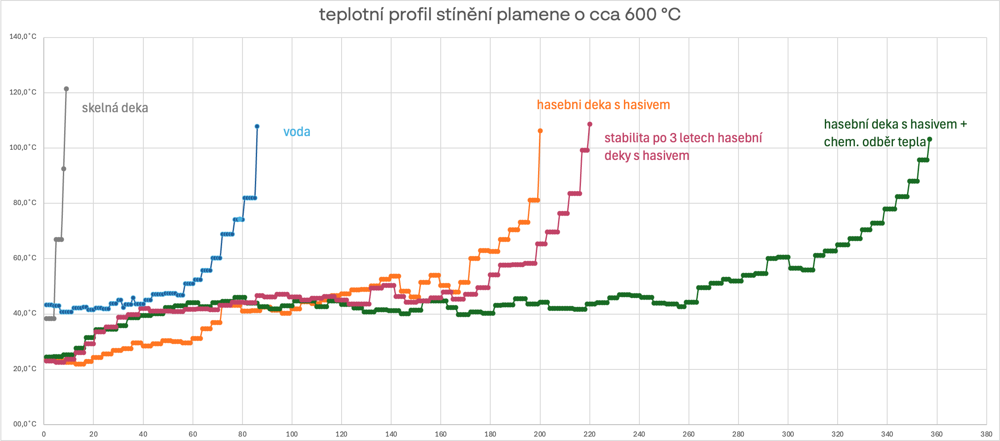 teplotní profil stínění plamene o cca 600 °C
140,0°C
120,0°C
100,0°C
80,0°C
60,0°C
40,0°C
20,0°C
00,0°C
skelná deka
voda
hasebni deka s hasivem
stabilita po 3 letech hasební
deky s hasivem
hasební deka s hasivem +
chem. odběr tepla
0 20 40 60 80 100 120 140 160 180 200 220 240 260 280 300 320 340 360 380